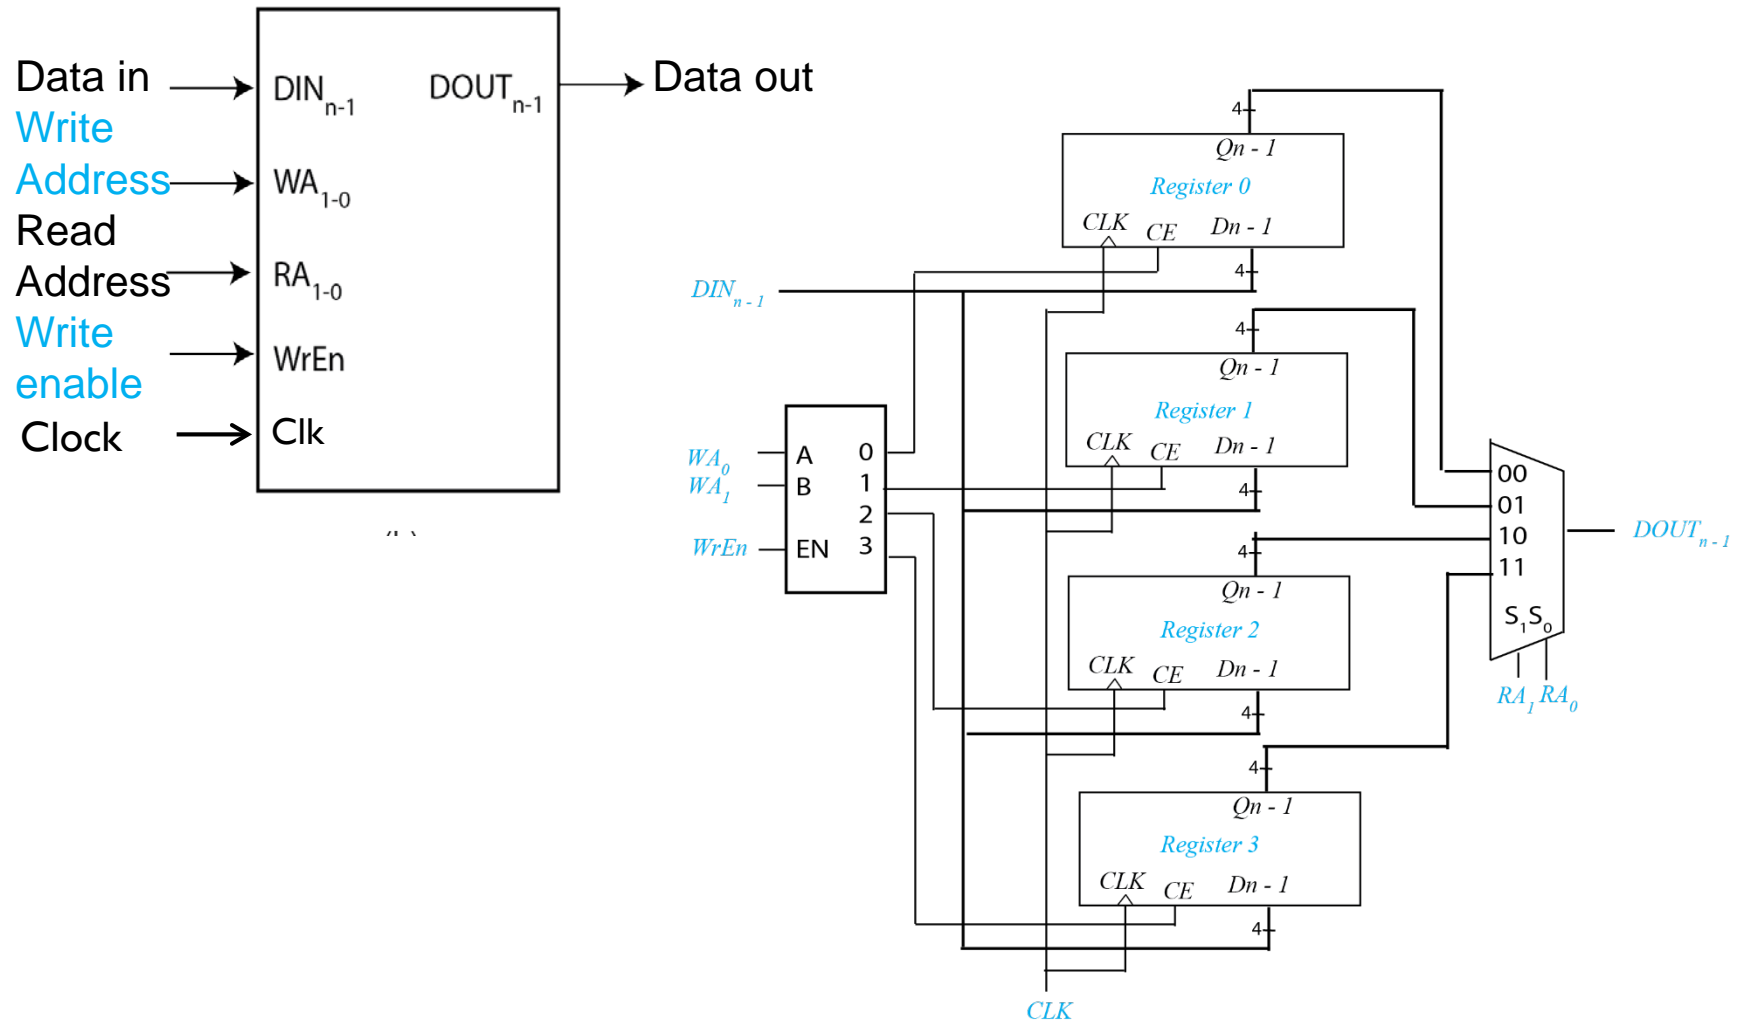 Data in
DINn-1
DOUTn-1
Data out
Write
Address
WA1-0
Read
Address
RA1-0
Write
enable
WrEn
Clock
Clk
DINn - 1
WA0
WA1
WrEn
A
B
EN
0
1
2
3
4
Qn - 1
Register 0
CLK
CE
Dn - 1
4
4
Qn - 1
Register 1
CLK
CE
Dn - 1
4
4
Qn - 1
Register 2
CLK
CE
Dn - 1
4
4
Qn - 1
Register 3
CLK
CE
Dn - 1
4
CLK
00
01
10
11
S1S0
RA1 RA0
DOUTn - 1